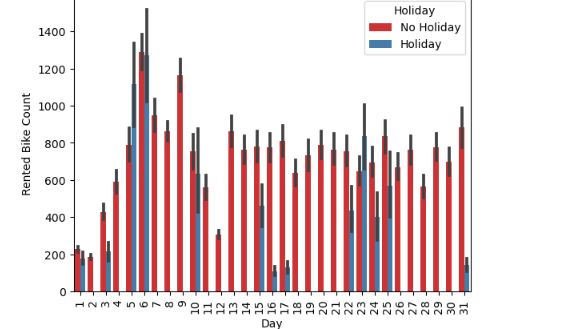 Holiday
No Holiday
Holiday
1400
1200
1000
800
600
400
200
0
Rented Bike Count
1 2 3 4 5 6 7 8 9 10 11 12 13 14 15 16 17 18 19 20 21 22 23 24 25 26 27 28 29 30 31
Day